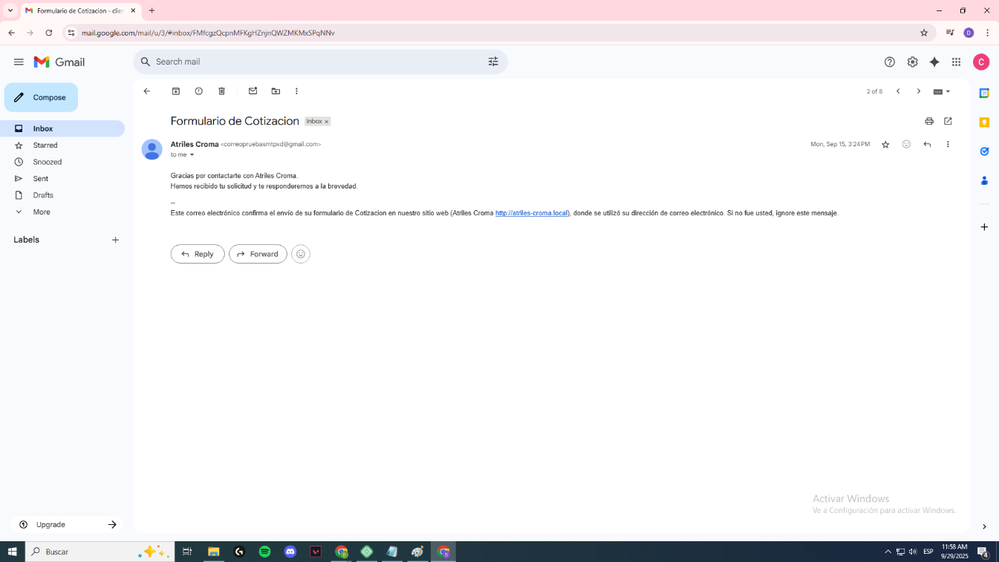 Formulario de Cotizacion - clien
mail.google.com/mail/u/3/#inbox/FMfcgzQcpnMFKgHZnjnQWZMKMxSPqNNv
D
Gmail
Search mail
C
Compose
2 of 8
Inbox
Starred
Snoozed
Sent
Drafts
More
Labels
Formulario de Cotizacion
Inbox ×
Atriles Croma <correopruebasmtpxd@gmail.com>
Mon, Sep 15, 3:24 PM
to me
Gracias por contactarte con Atriles Croma.
Hemos recibido tu solicitud y te responderemos a la brevedad.
--
Este correo electrónico confirma el envío de su formulario de Cotizacion en nuestro sitio web (Atriles Croma http://atriles-croma.local), donde se utilizó su dirección de correo electrónico. Si no fue usted, ignore este mensaje.
Reply
Forward
Activar Windows
Ve a Configuración para activar Windows.
Upgrade
Buscar
ESP
11:58 AM
9/29/2025
4